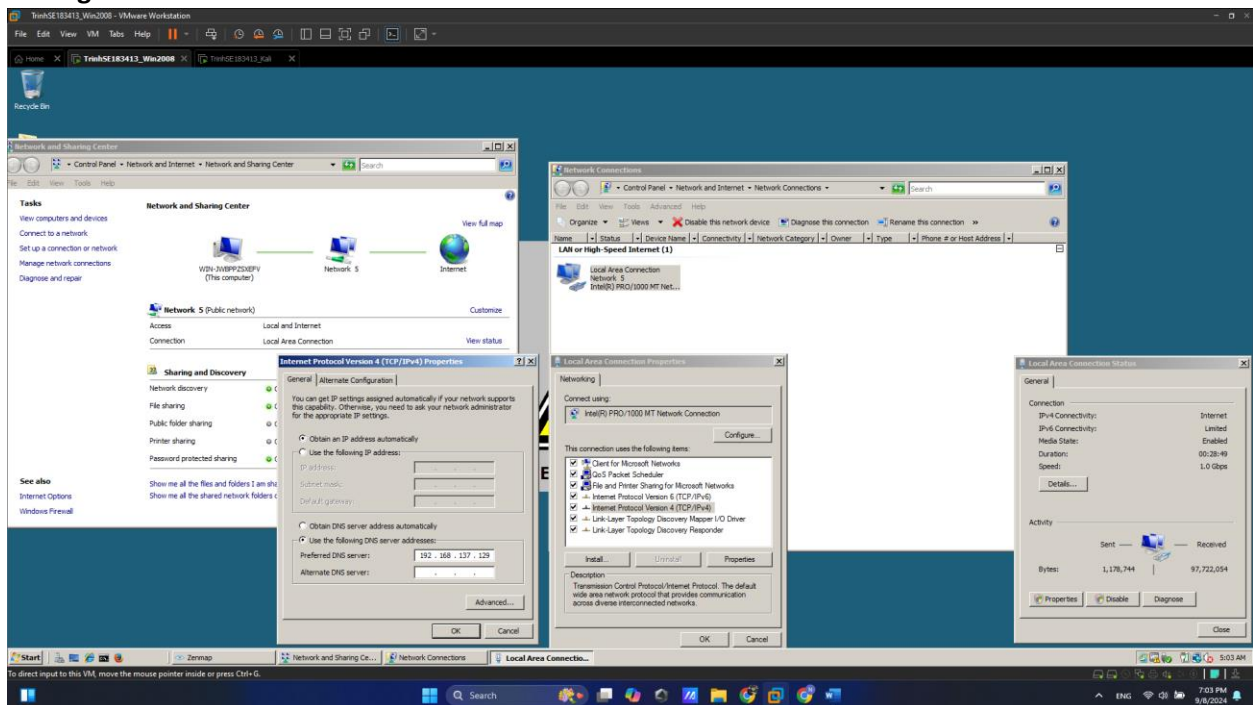 TrinhSE183413_Win2008 - VMware Workstation
File Edit View VM Tabs Help
Home TrinhSE183413_Win2008 TrinhSE183413_Kali
Recycle Bin
Network and Sharing Center
Control Panel Network and Internet Network and Sharing Center Search
File Edit View Tools Help
Tasks
View computers and devices
Connect to a network
Set up a connection or network
Manage network connections
Diagnose and repair
See also
Internet Options
Windows Firewall
Network and Sharing Center
View full map
(This computer)
Network 5
Internet
Network 5 (Public network) Customize
Access Local and Internet
Connection Local Area Connection View status
Sharing and Discovery
Network discovery
File sharing
Public folder sharing
Printer sharing
Password protected sharing
Show me all the files and folders I am sha
Show me all the shared network folders o
Internet Protocol Version 4 (TCP/IPv4) Properties
General Alternate Configuration
You can get IP settings assigned automatically if your network supports
this capability. Otherwise, you need to ask your network administrator
for the appropriate IP settings.
Obtain an IP address automatically
Use the following IP address:
IP address:
Subnet mask:
Default gateway:
Obtain DNS server address automatically
Use the following DNS server addresses:
Preferred DNS server: 192 . 168 . 137 . 129
Alternate DNS server:
Advanced...
OK Cancel
Network Connections
Control Panel Network and Internet Network Connections Search
File Edit View Tools Advanced Help
Organize Views Disable this network device Diagnose this connection Rename this connection »
Name Status Device Name Connectivity Network Category Owner Type Phone # or Host Address
LAN or High-Speed Internet (1)
Local Area Connection
Network 5
Intel(R) PRO/1000 MT Net...
Local Area Connection Properties
Networking
Connect using:
Intel(R) PRO/1000 MT Network Connection
Configure...
This connection uses the following items:
Client for Microsoft Networks
QoS Packet Scheduler
File and Printer Sharing for Microsoft Networks
Internet Protocol Version 6 (TCP/IPv6)
Internet Protocol Version 4 (TCP/IPv4)
Link-Layer Topology Discovery Mapper I/O Driver
Link-Layer Topology Discovery Responder
Install... Uninstall Properties
Description
Transmission Control Protocol/Internet Protocol. The default
wide area network protocol that provides communication
across diverse interconnected networks.
OK Cancel
Local Area Connection Status
General
Connection
IPv4 Connectivity: Internet
IPv6 Connectivity: Limited
Media State: Enabled
Duration: 00:28:49
Speed: 1.0 Gbps
Details...
Activity
Sent Received
Bytes: 1,178,744 97,722,054
Properties Disable Diagnose
Close
Start Zenmap Network and Sharing Ce... Network Connections Local Area Connectio... 5:03 AM
To direct input to this VM, move the mouse pointer inside or press Ctrl+G.
Search ENG 7:03 PM
9/8/2024